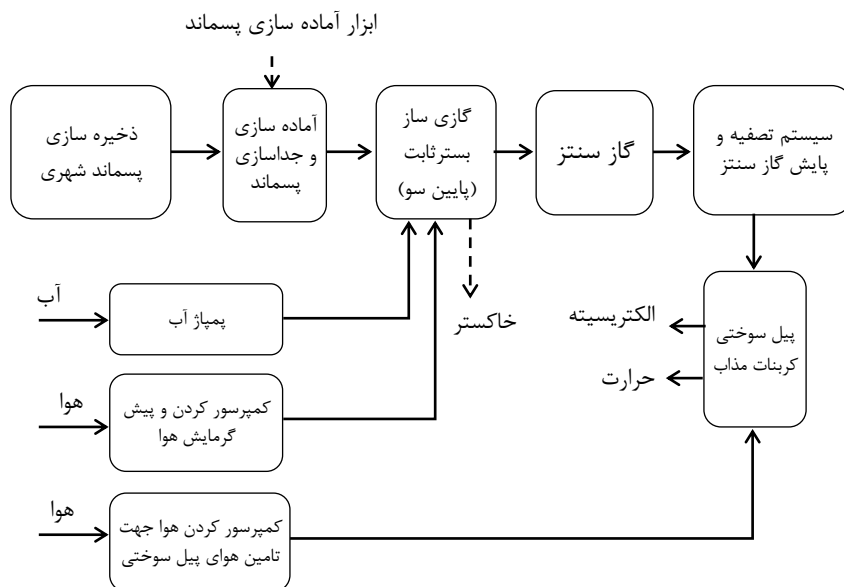 ابزار آماده سازی پسماند
ذخیره سازی
پسماند شهری
آماده سازی
و جداسازی
پسماند
گازی ساز
بسترثابت
(پایین سو)
گاز سنتز
سیستم تصفیه و
پایش گاز سنتز
آب
پمپاژ آب
خاکستر
الکتریسیته
حرارت
پیل سوختی
کربنات مذاب
هوا
کمپرسور کردن و پیش
گرمایش هوا
هوا
کمپرسور کردن هوا جهت
تامین هوای پیل سوختی